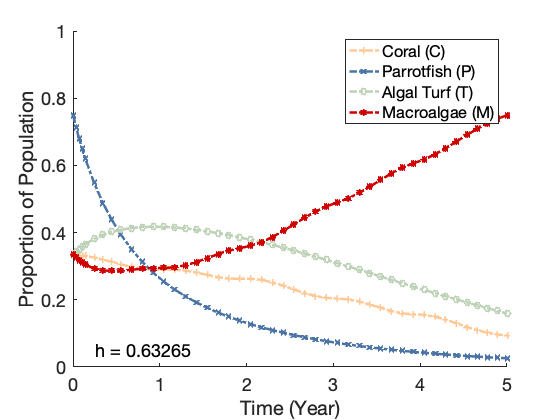 1
0.8
0.6
0.4
0.2
0
Proportion of Population
Coral (C)
Parrotfish (P)
Algal Turf (T)
Macroalgae (M)
h = 0.63265
0 1 2 3 4 5
Time (Year)